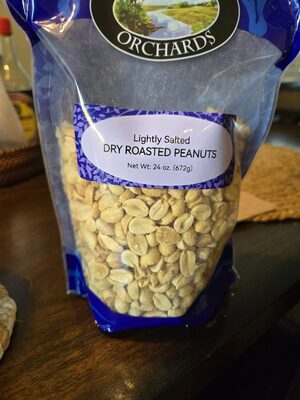 ORCHARDS
Lightly Salted
DRY ROASTED PEANUTS
Net Wt: 24 oz. (672g)